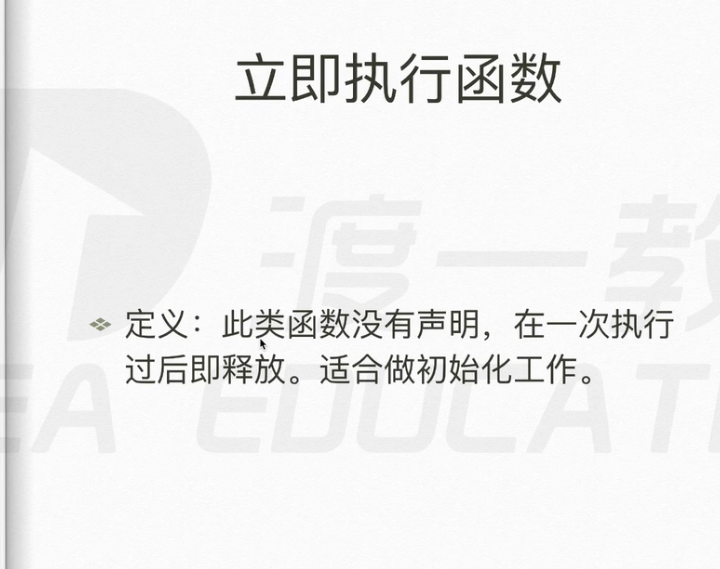 立即执行函数
渡一教
定义：此类函数没有声明，在一次执行
过后即释放。适合做初始化工作。
EA EDUCATI